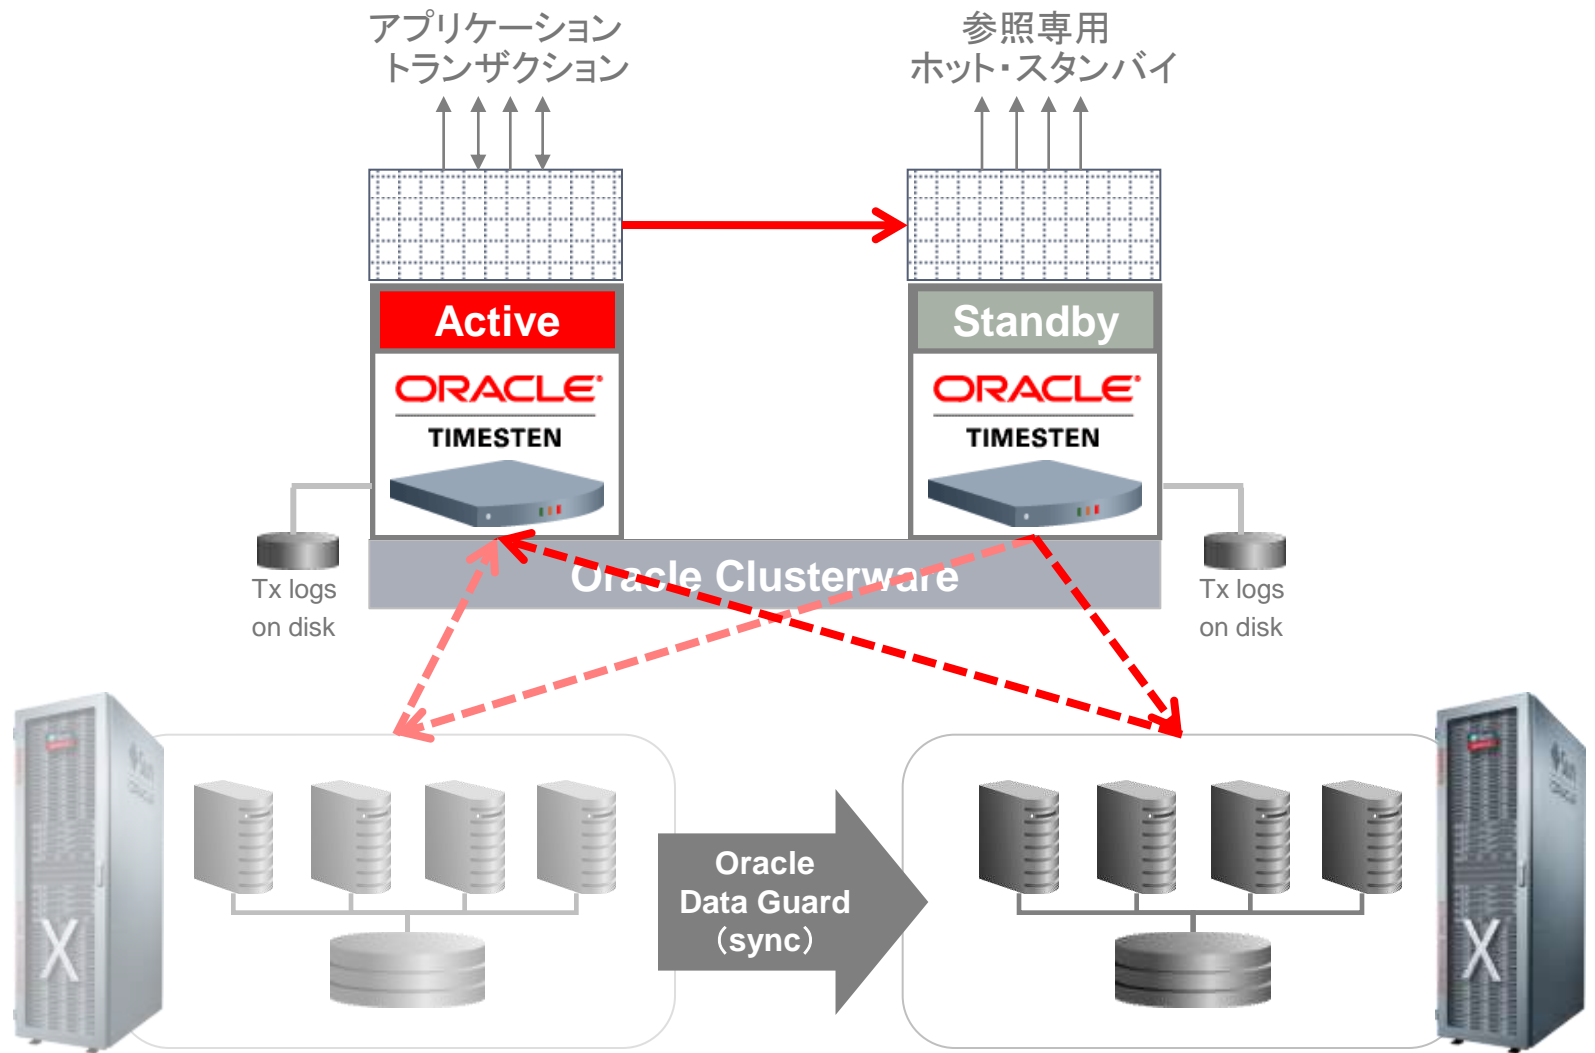 アプリケーション
トランザクション
参照専用
ホット・スタンバイ
Active
Standby
ORACLE®
TIMESTEN
ORACLE®
TIMESTEN
Oracle Clusterware
Tx logs
on disk
Tx logs
on disk
Oracle
Data Guard
（sync）
X
X